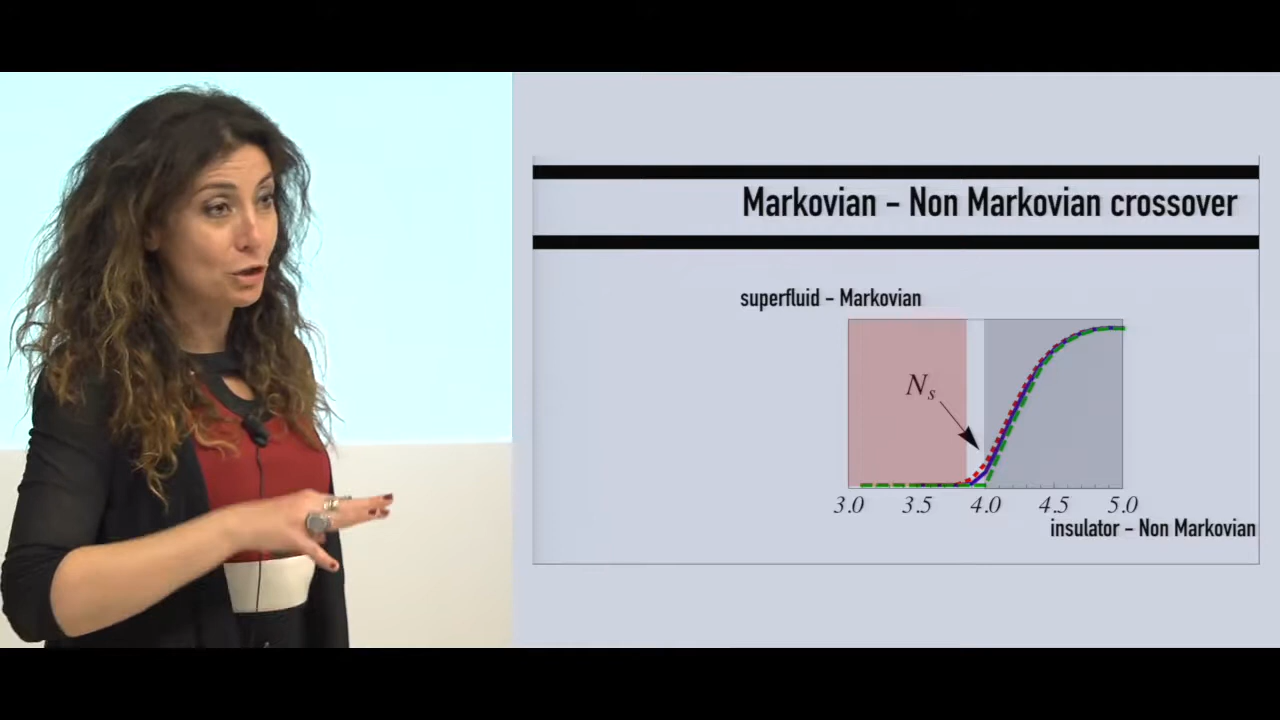 Markovian - Non Markovian crossover
superfluid - Markovian
Ns
3.0 3.5 4.0 4.5 5.0
insulator - Non Markovian